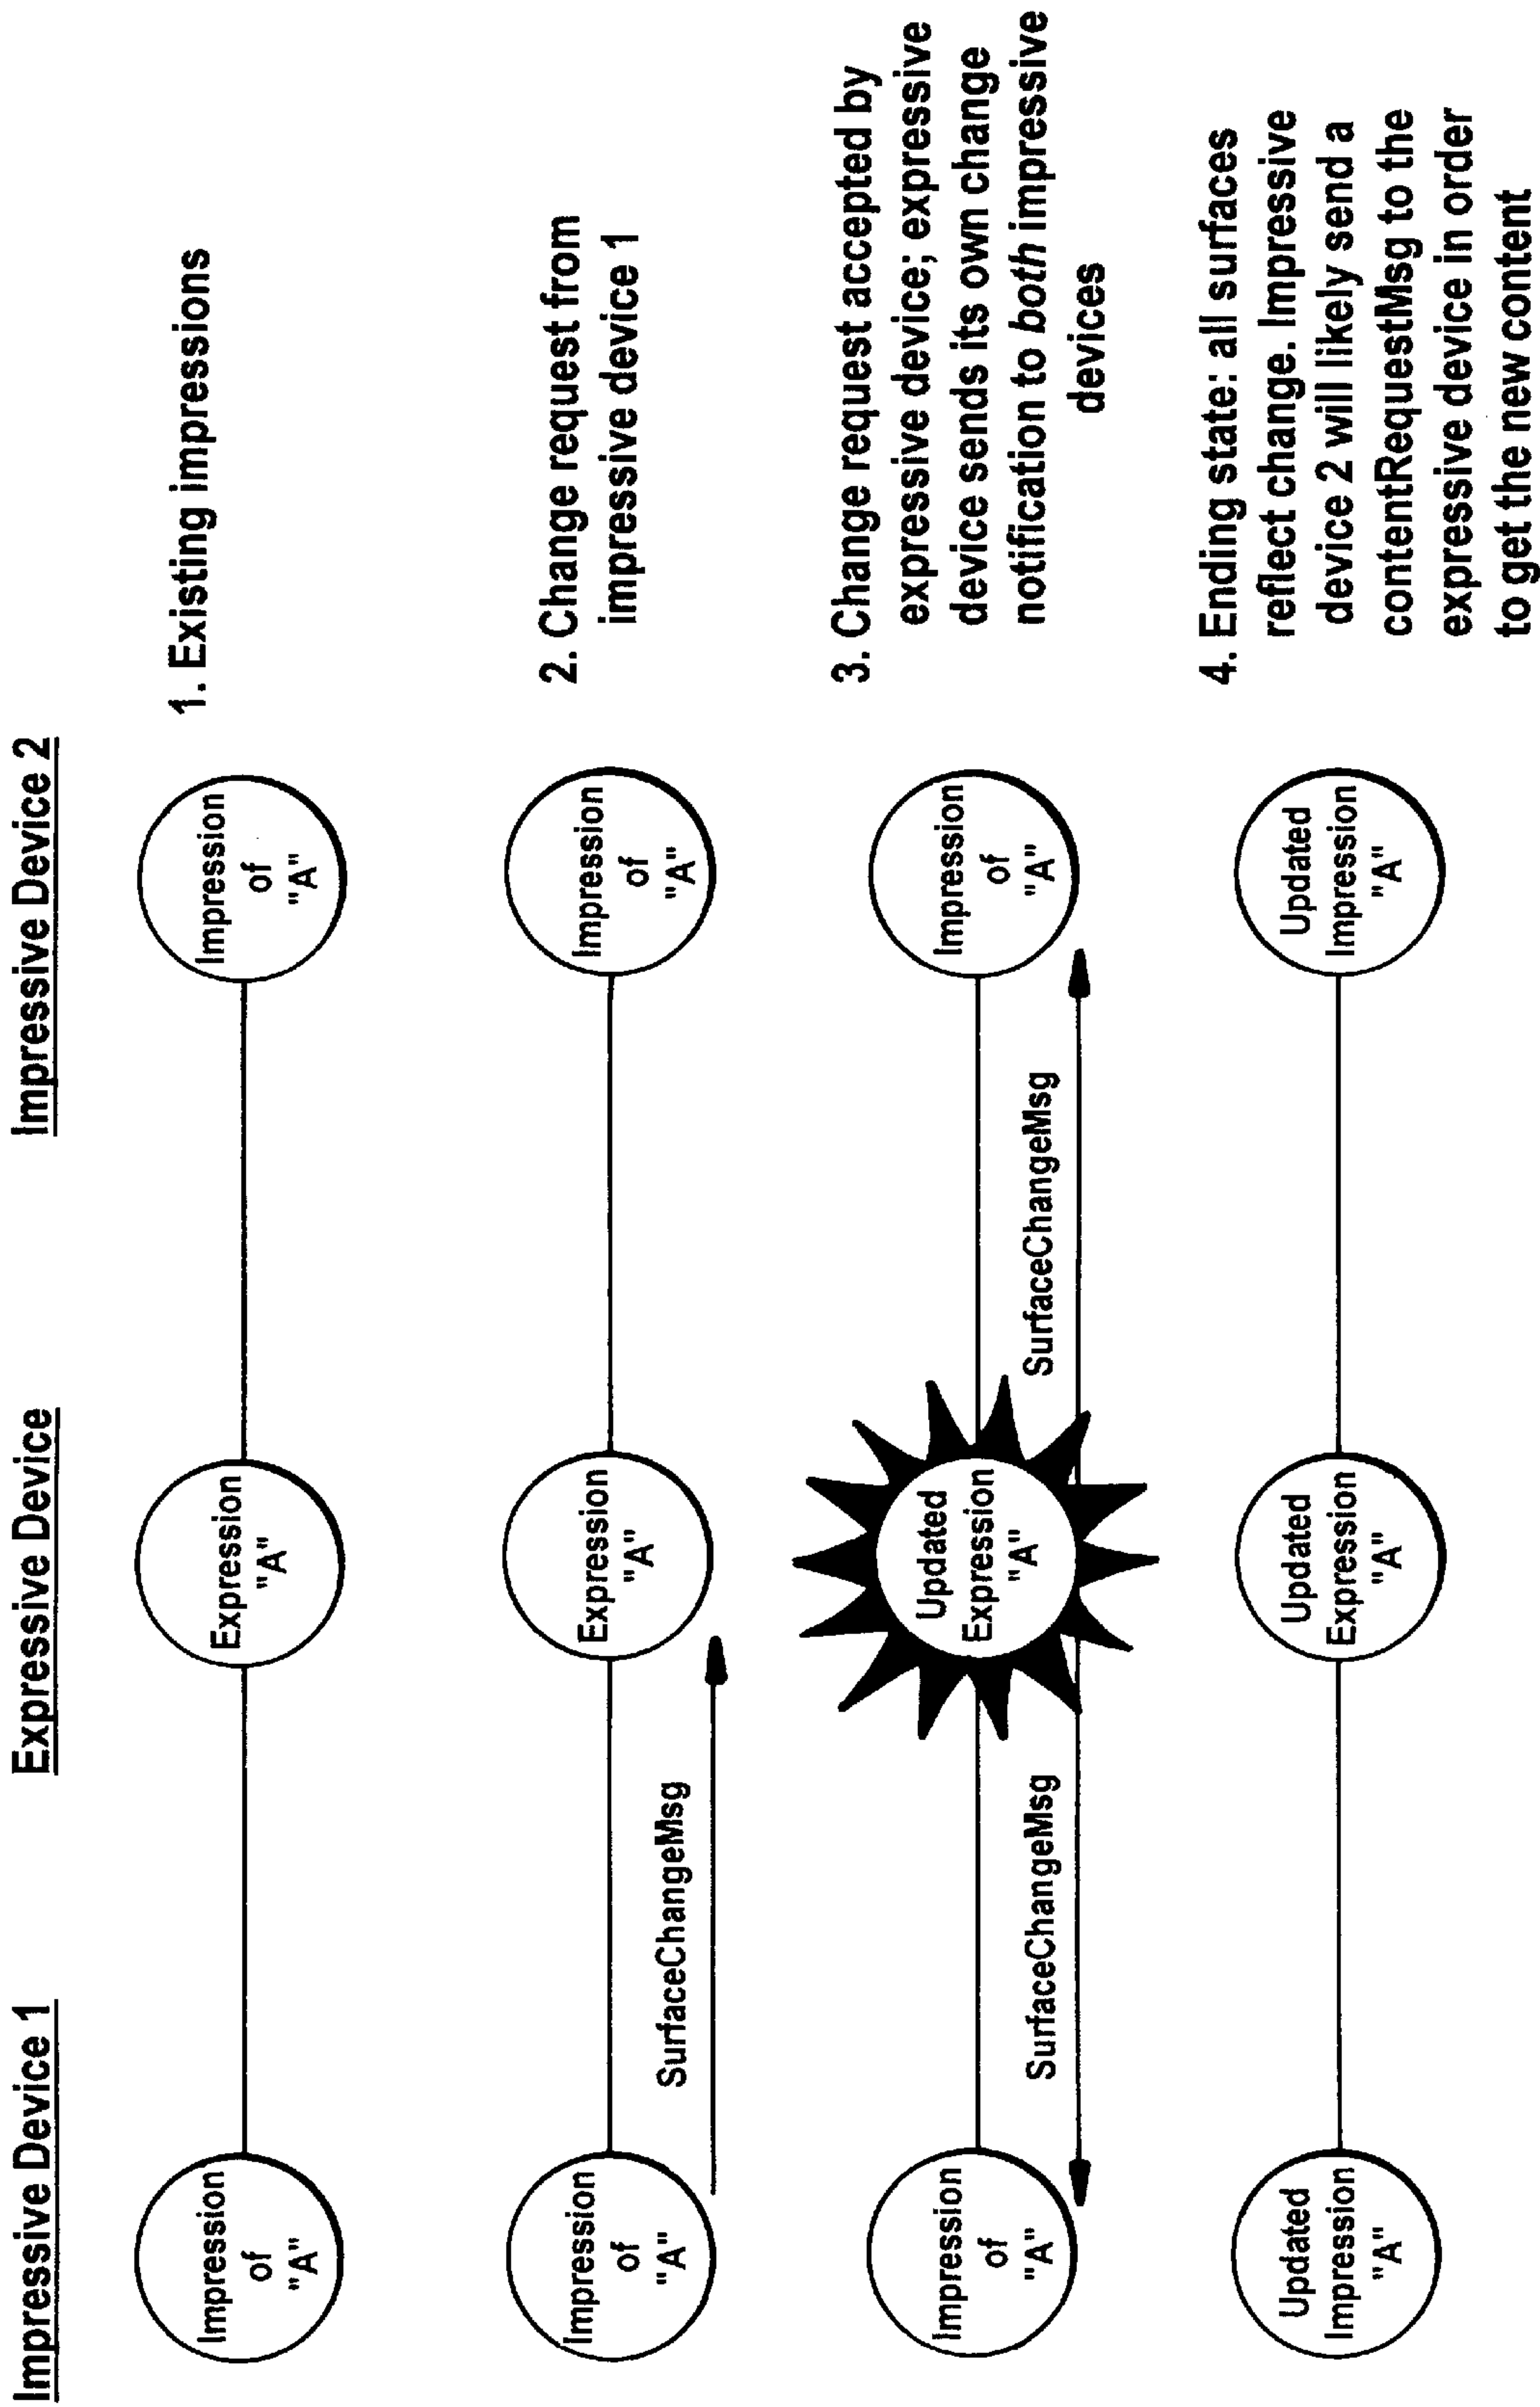 Impressive Device 1
Expressive Device
Impressive Device 2
Impression
of
"A"
Expression
"A"
Impression
of
"A"
1. Existing impressions
Impression
of
"A"
SurfaceChangeMsg
Expression
"A"
Impression
of
"A"
2. Change request from
impressive device 1
Impression
of
"A"
SurfaceChangeMsg
Updated
Expression
"A"
SurfaceChangeMsg
Impression
of
"A"
3. Change request accepted by
expressive device; expressive
device sends its own change
notification to both impressive
devices
Updated
Impression
"A"
Updated
Expression
"A"
Updated
Impression
"A"
4. Ending state: all surfaces
reflect change. Impressive
device 2 will likely send a
contentRequestMsg to the
expressive device in order
to get the new content